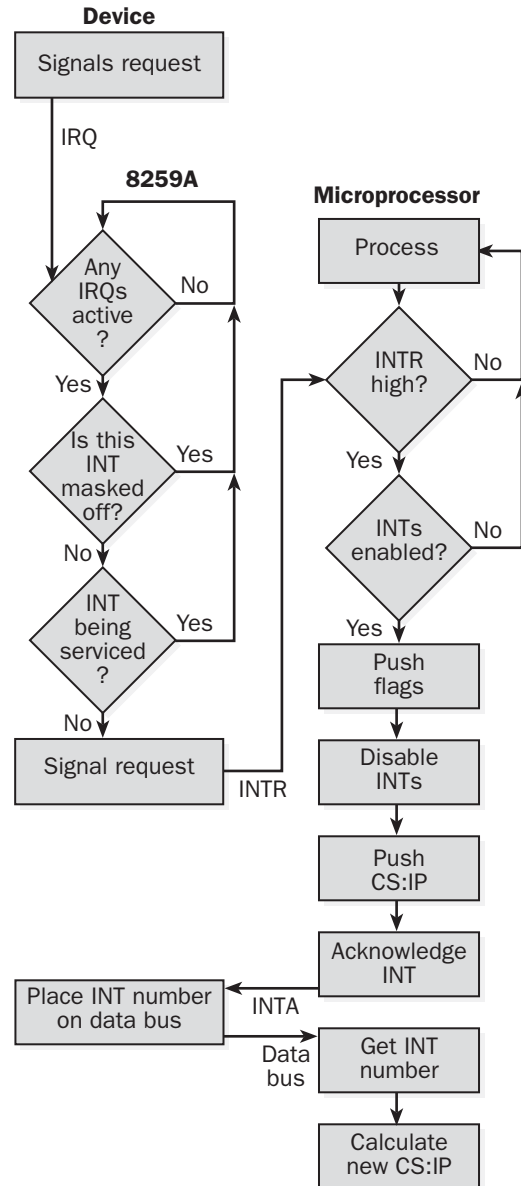 Device
Signals request
IRQ
8259A
Any
IRQs
active
?
No
Yes
Is this
INT
masked
off?
Yes
No
INT
being
serviced
?
Yes
No
Signal request
INTR
Microprocessor
Process
INTR
high?
No
Yes
INTs
enabled?
No
Yes
Push
flags
Disable
INTs
Push
CS:IP
Acknowledge
INT
INTA
Place INT number
on data bus
Data
bus
Get INT
number
Calculate
new CS:IP